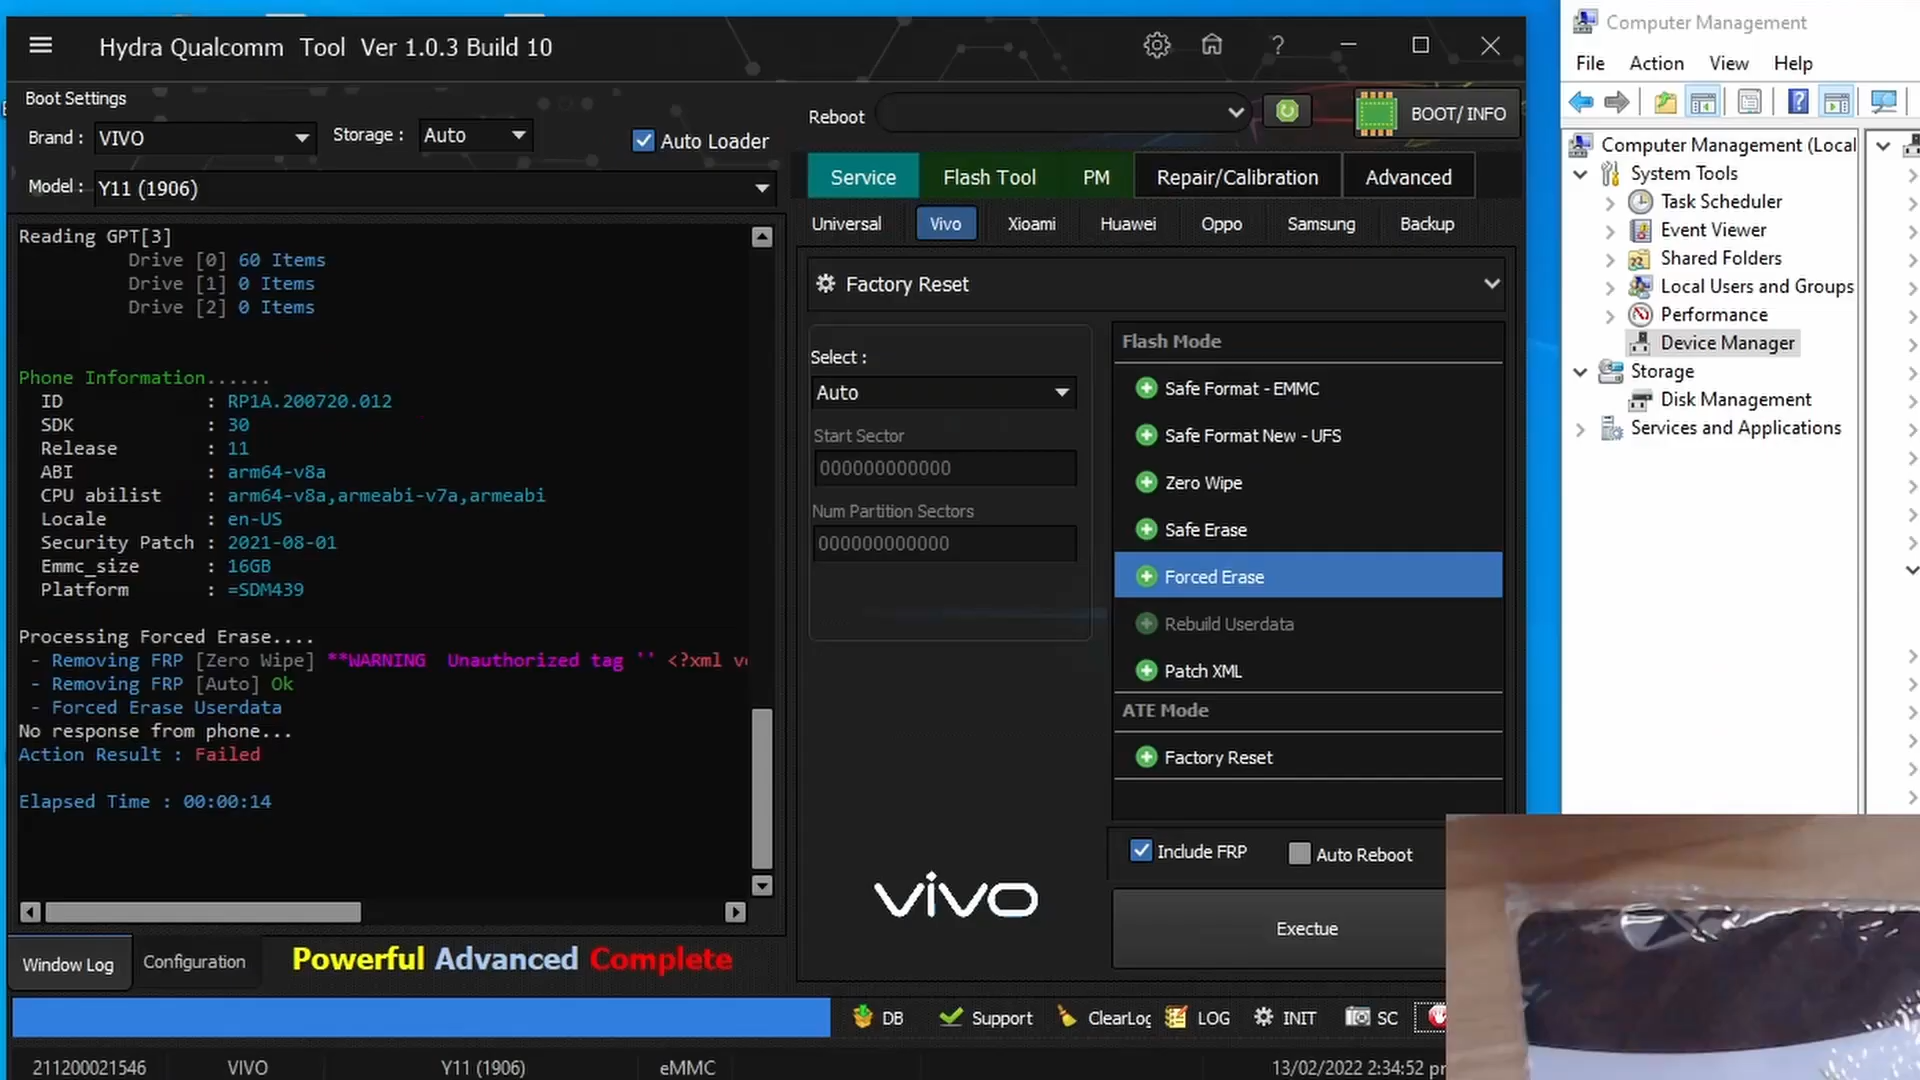 Hydra Qualcomm Tool Ver 1.0.3 Build 10
?
Boot Settings
Brand : VIVO
Storage : Auto
Auto Loader
Model : Y11 (1906)
Reboot
BOOT/ INFO
Service
Flash Tool
PM
Repair/Calibration
Advanced
Universal
Vivo
Xioami
Huawei
Oppo
Samsung
Backup
Reading GPT[3]
Drive [0] 60 Items
Drive [1] 0 Items
Drive [2] 0 Items
Phone Information......
ID : RP1A.200720.012
SDK : 30
Release : 11
ABI : arm64-v8a
CPU abilist : arm64-v8a,armeabi-v7a,armeabi
Locale : en-US
Security Patch : 2021-08-01
Emmc_size : 16GB
Platform : =SDM439
Processing Forced Erase....
- Removing FRP [Zero Wipe] **WARNING Unauthorized tag '' <?xml
- Removing FRP [Auto] Ok
- Forced Erase Userdata
No response from phone...
Action Result : Failed
Elapsed Time : 00:00:14
Factory Reset
Select :
Auto
Start Sector
000000000000
Num Partition Sectors
000000000000
Flash Mode
Safe Format - EMMC
Safe Format New - UFS
Zero Wipe
Safe Erase
Forced Erase
Rebuild Userdata
Patch XML
ATE Mode
Factory Reset
Include FRP
Auto Reboot
vivo
Exectue
Window Log
Configuration
Powerful Advanced Complete
DB
Support
ClearLog
LOG
INIT
SC
211200021546
VIVO
Y11 (1906)
eMMC
13/02/2022 2:34:52
Computer Management
File
Action
View
Help
?
Computer Management (Local
System Tools
Task Scheduler
Event Viewer
Shared Folders
Local Users and Groups
Performance
Device Manager
Storage
Disk Management
Services and Applications